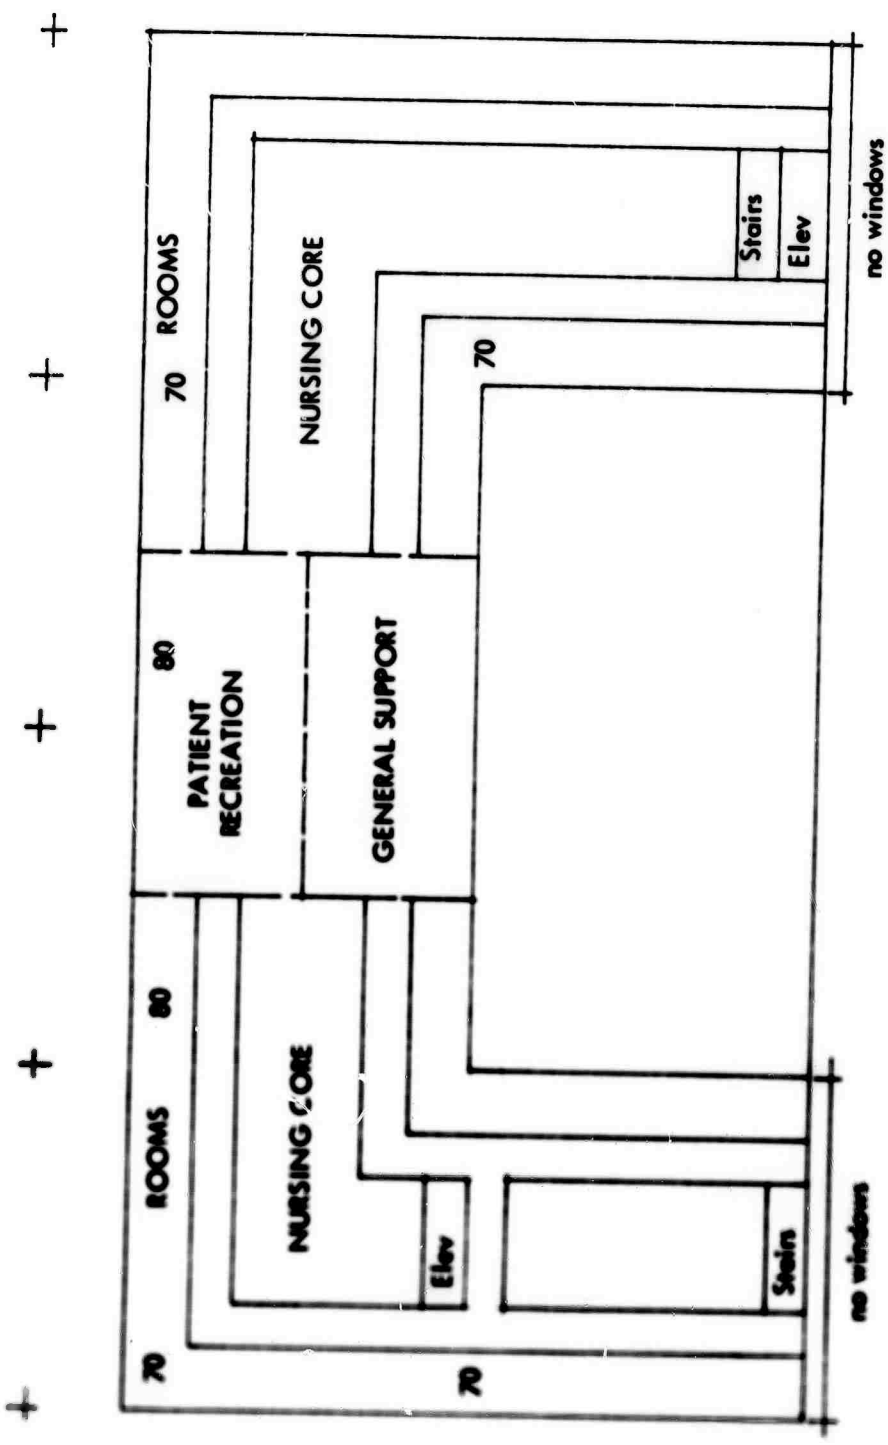 70
ROOMS
80
80
70
ROOMS
PATIENT
RECREATION
NURSING CORE
NURSING CORE
GENERAL SUPPORT
Elev
70
70
Stairs
Stairs
Elev
no windows
no windows